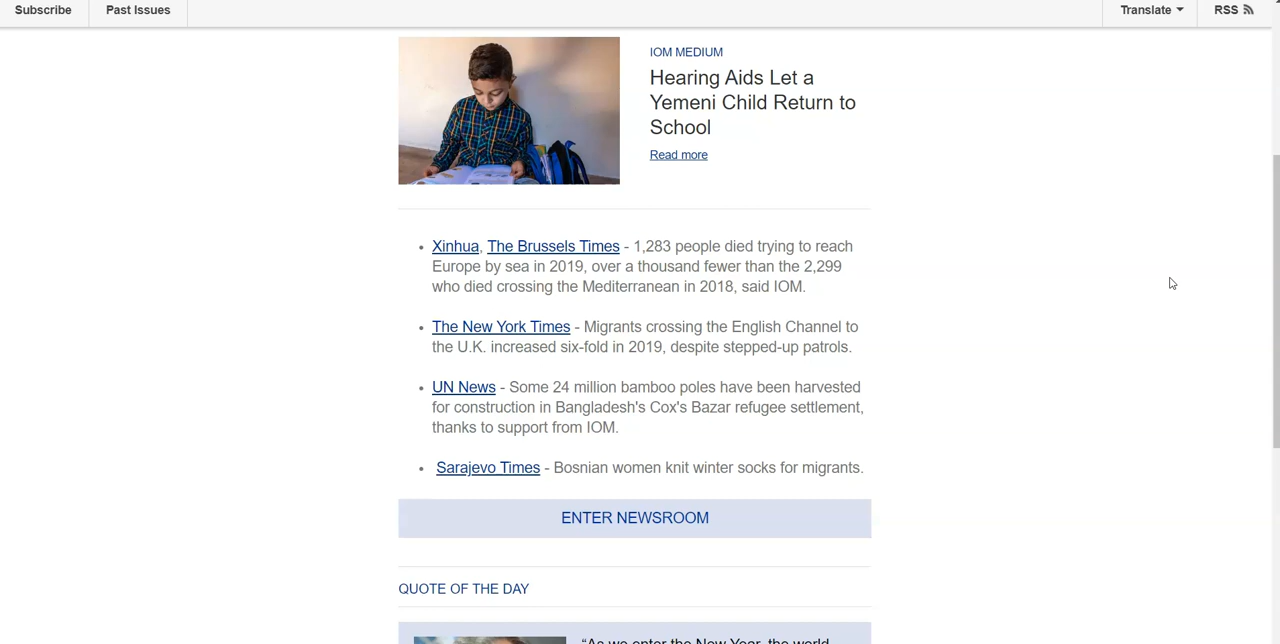 Subscribe
Past Issues
Translate
RSS
IOM MEDIUM
Hearing Aids Let a
Yemeni Child Return to
School
Read more
• Xinhua, The Brussels Times - 1,283 people died trying to reach
Europe by sea in 2019, over a thousand fewer than the 2,299
who died crossing the Mediterranean in 2018, said IOM.
• The New York Times - Migrants crossing the English Channel to
the U.K. increased six-fold in 2019, despite stepped-up patrols.
• UN News - Some 24 million bamboo poles have been harvested
for construction in Bangladesh's Cox's Bazar refugee settlement,
thanks to support from IOM.
• Sarajevo Times - Bosnian women knit winter socks for migrants.
ENTER NEWSROOM
QUOTE OF THE DAY
“As we enter the New Year, the world